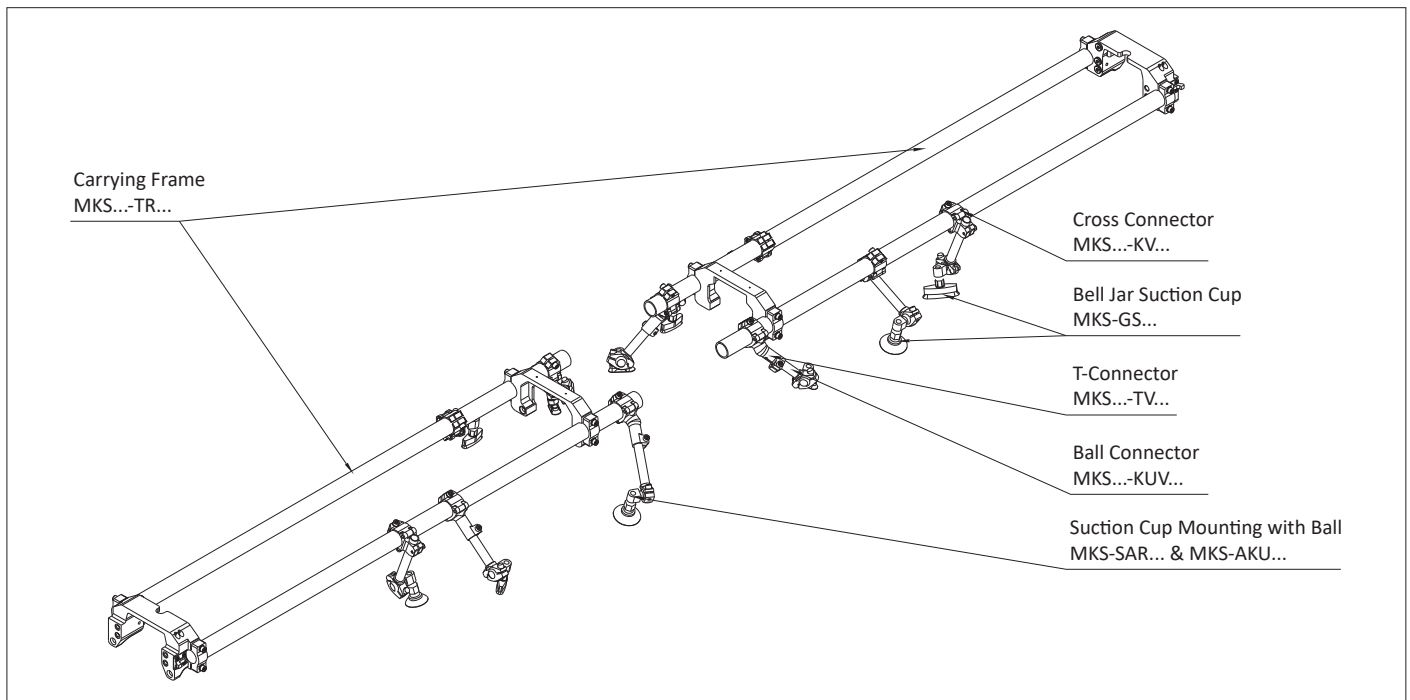 Carrying Frame
MKS...-TR...
Cross Connector
MKS...-KV...
Bell Jar Suction Cup
MKS-GS...
T-Connector
MKS...-TV...
Ball Connector
MKS...-KUV...
Suction Cup Mounting with Ball
MKS-SAR... & MKS-AKU...